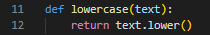 11 def lowercase(text):
12     return text.lower()